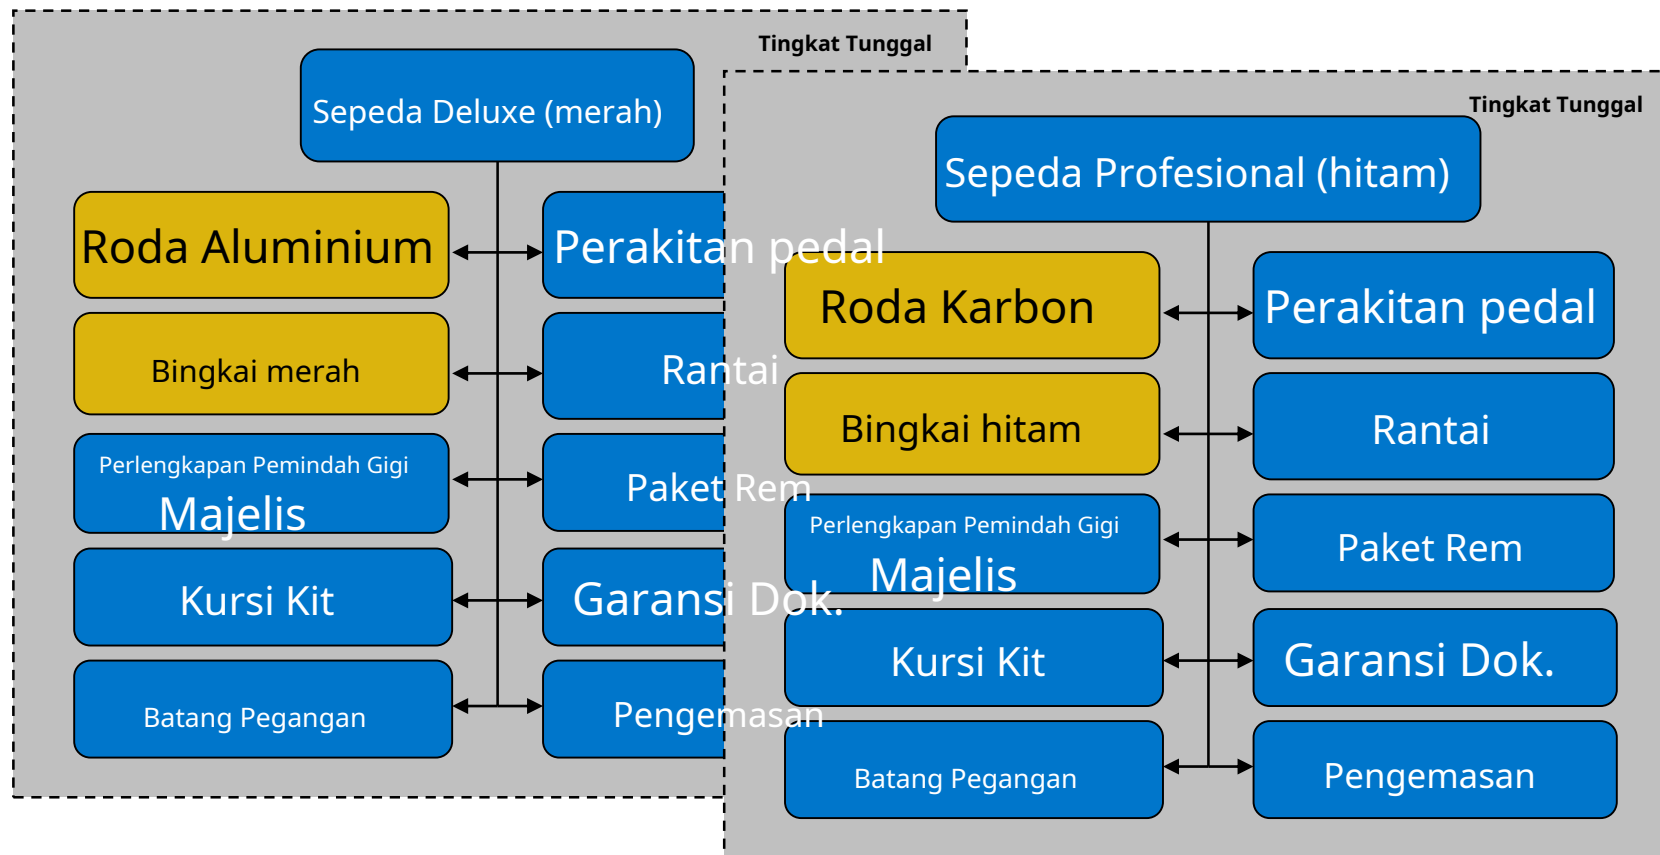 Tingkat Tunggal
Sepeda Deluxe (merah)
Roda Aluminium
Perakitan pedal
Bingkai merah
Rantai
Perlengkapan Pemindah Gigi
Majelis
Paket Rem
Kursi Kit
Garansi Dok.
Batang Pegangan
Pengemasan
Tingkat Tunggal
Sepeda Profesional (hitam)
Roda Karbon
Perakitan pedal
Bingkai hitam
Rantai
Perlengkapan Pemindah Gigi
Majelis
Paket Rem
Kursi Kit
Garansi Dok.
Batang Pegangan
Pengemasan